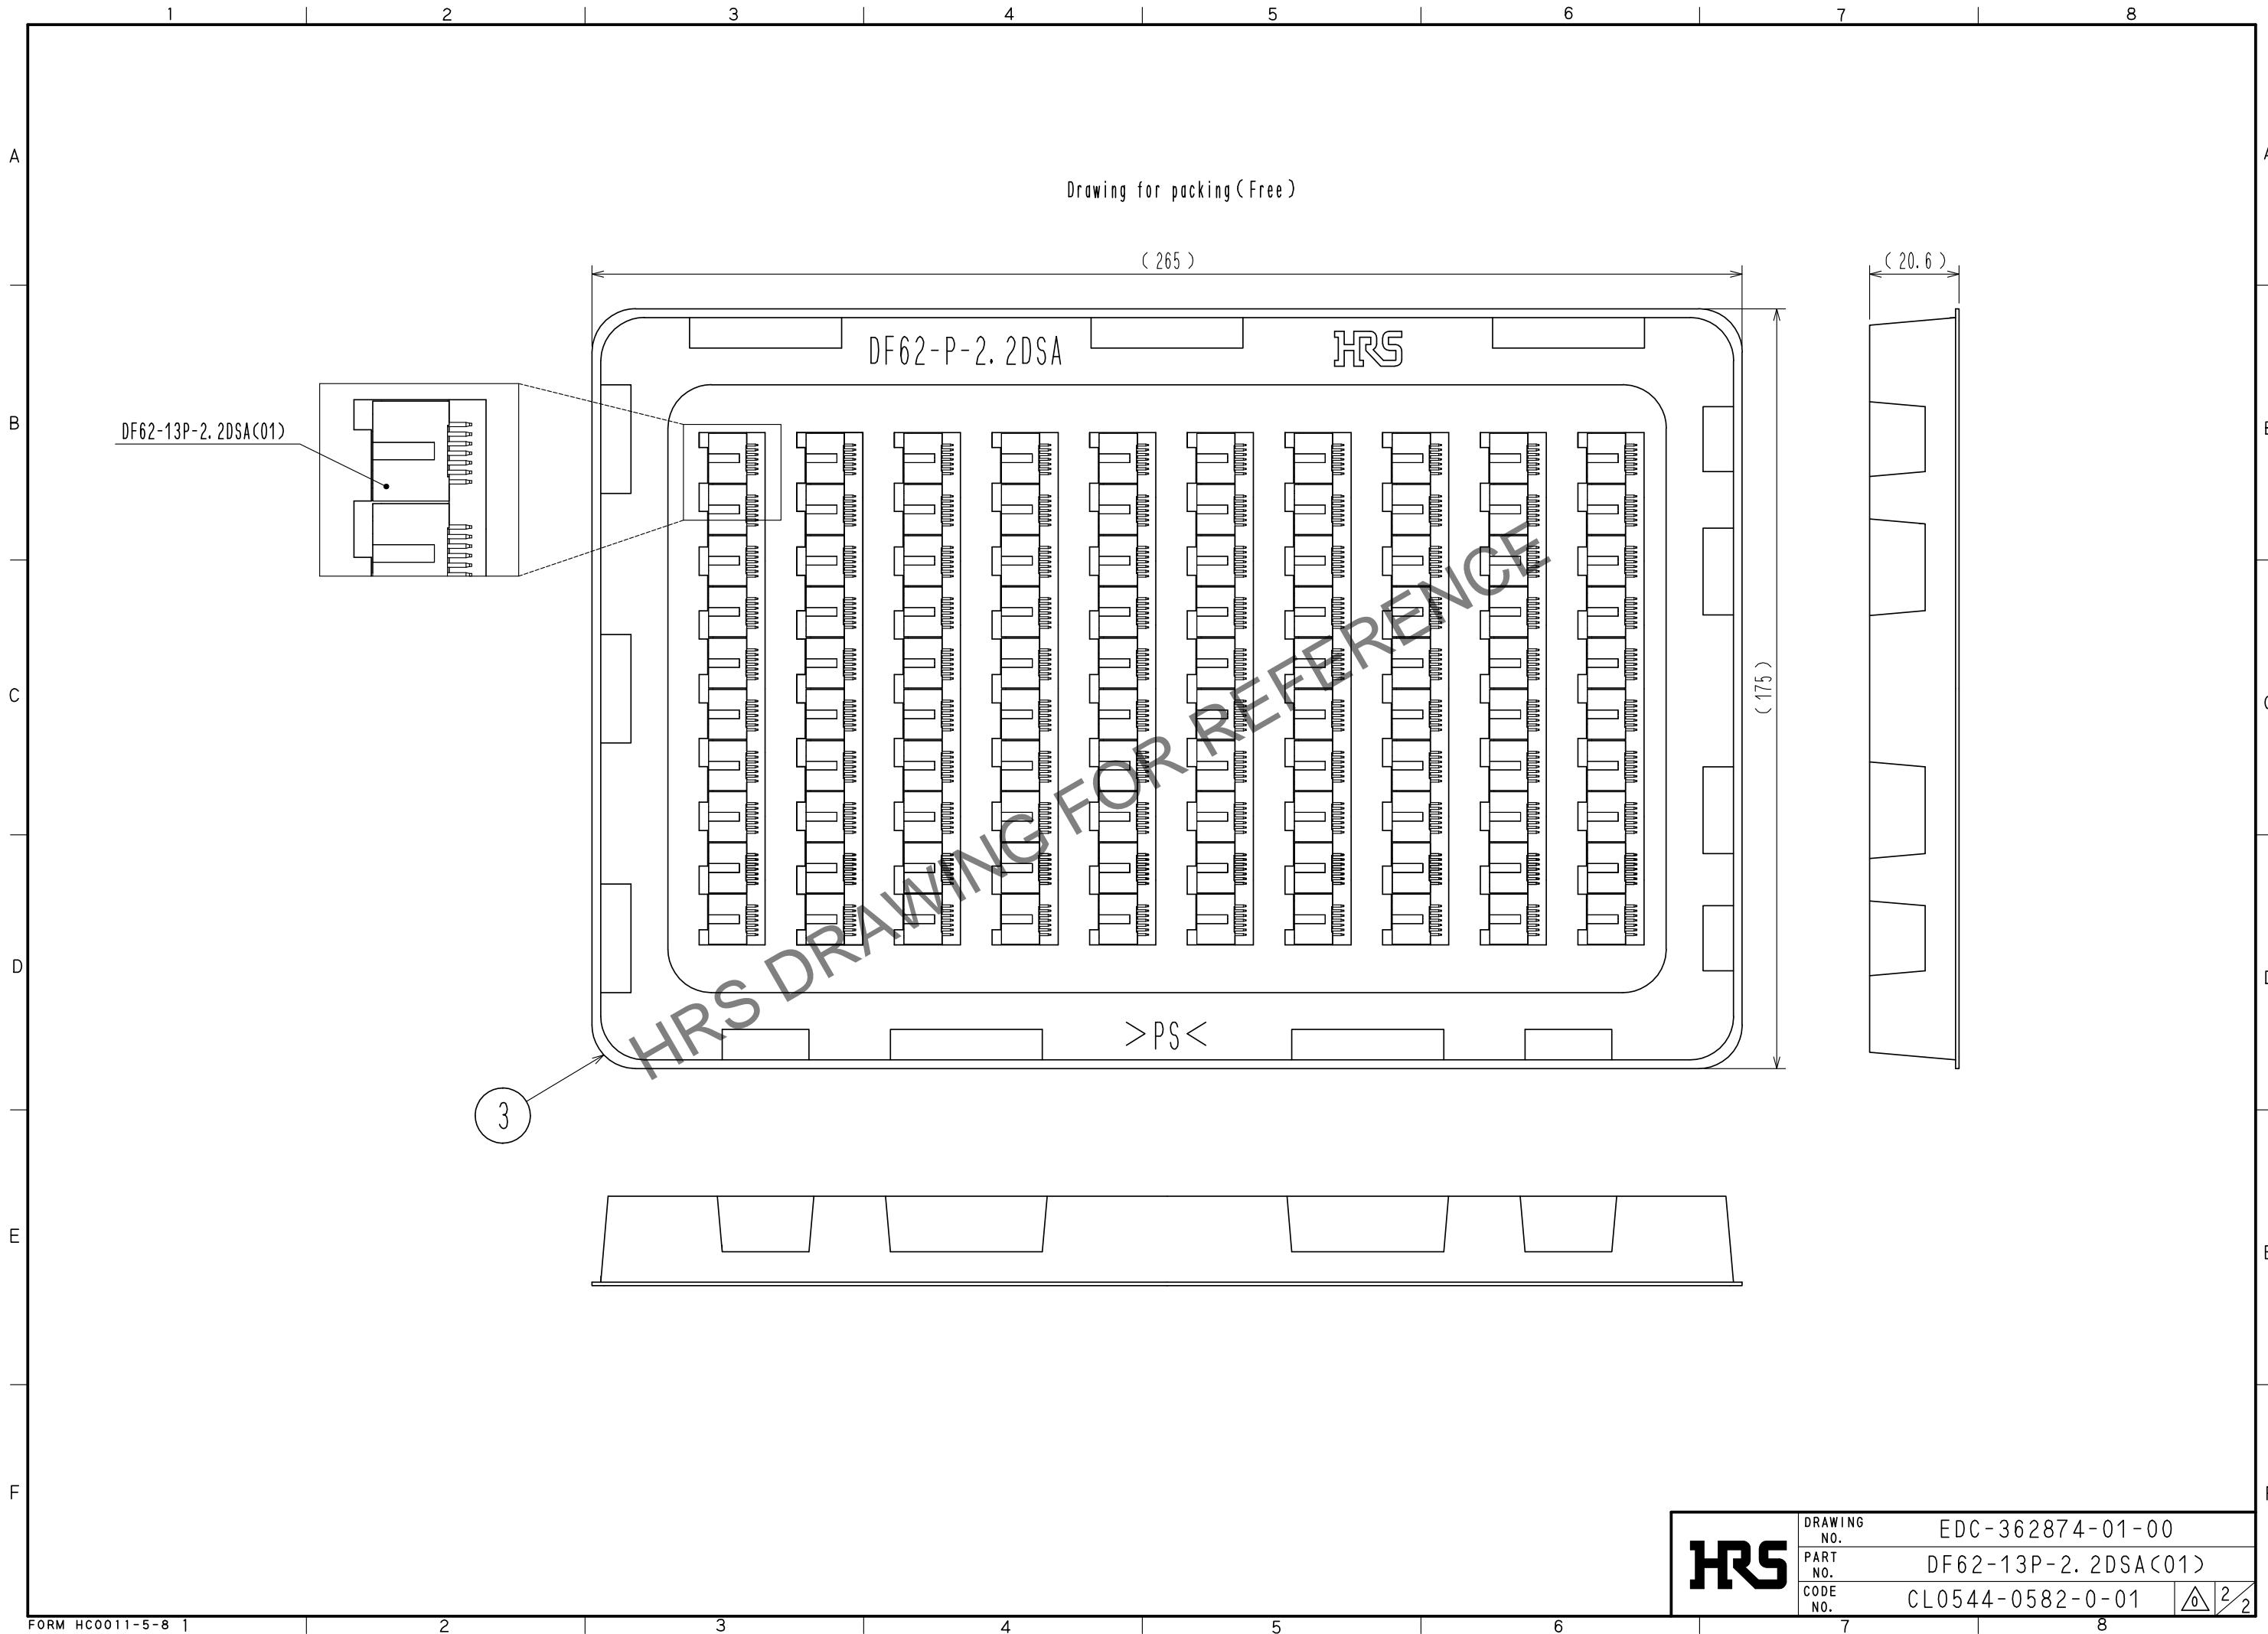 1 2 3 4 5 6 7 8
A
Drawing for packing(Free)
(265)
(20.6)
DF62-P-2.2DSA
HRS
B
DF62-13P-2.2DSA(01)
C
(175)
HRS DRAWING FOR REFERENCE
D
>PS<
3
E
F
DRAWING NO. EDC-362874-01-00
HRS
PART NO. DF62-13P-2.2DSA(01)
CODE NO. CL0544-0582-0-01
0
2/2
FORM HC0011-5-8
1 2 3 4 5 6 7 8